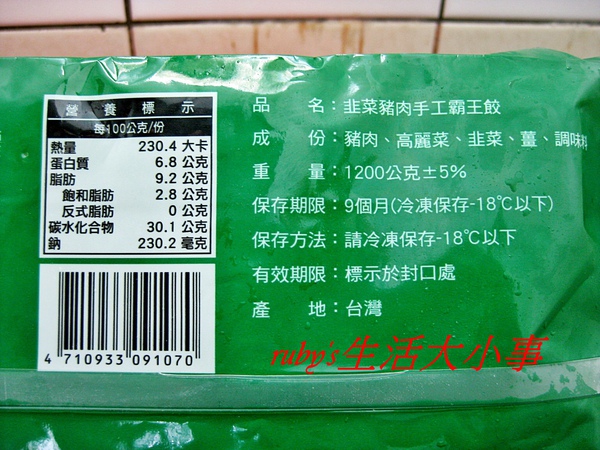 營養標示
每100公克/份
熱量 230.4 大卡
蛋白質 6.8 公克
脂肪 9.2 公克
飽和脂肪 2.8 公克
反式脂肪 0 公克
碳水化合物 30.1 公克
鈉 230.2 毫克
4 710933 091070
品 名：韭菜豬肉手工霸王餃
成 份：豬肉、高麗菜、韭菜、薑、調味料
重 量：1200公克±5%
保存期限：9個月(冷凍保存-18℃以下)
保存方法：請冷凍保存-18℃以下
有效期限：標示於封口處
產 地：台灣
ruby's生活大小事